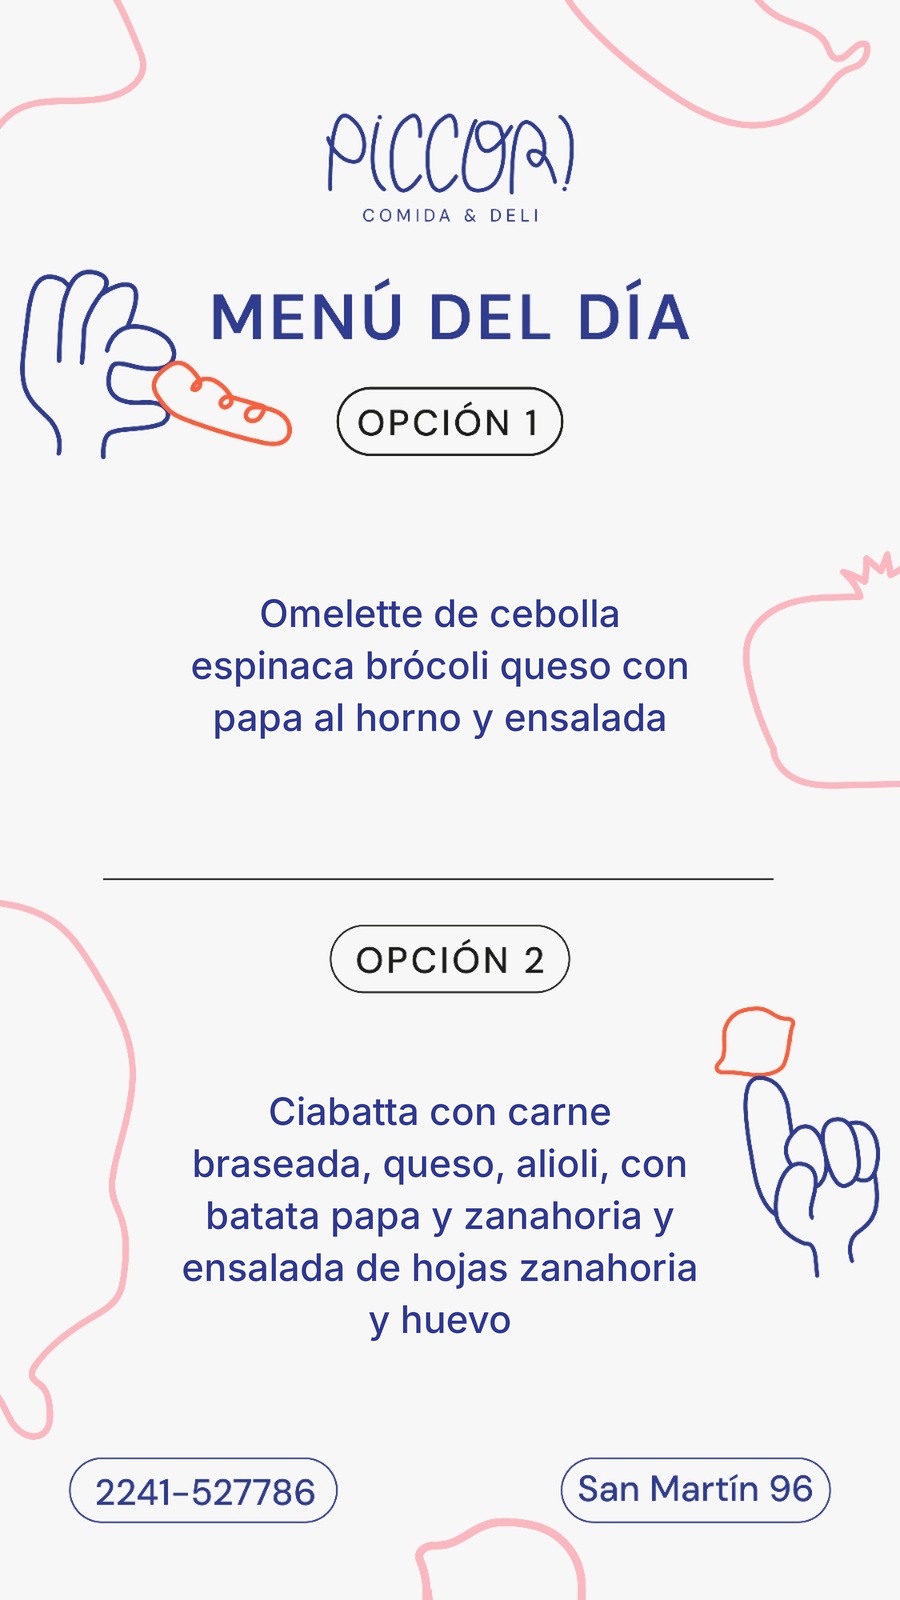 PiCCOR!
COMIDA & DELI
MENÚ DEL DÍA
OPCIÓN 1
Omelette de cebolla
espinaca brócoli queso con
papa al horno y ensalada
OPCIÓN 2
Ciabatta con carne
braseada, queso, alioli, con
batata papa y zanahoria y
ensalada de hojas zanahoria
y huevo
2241-527786
San Martín 96